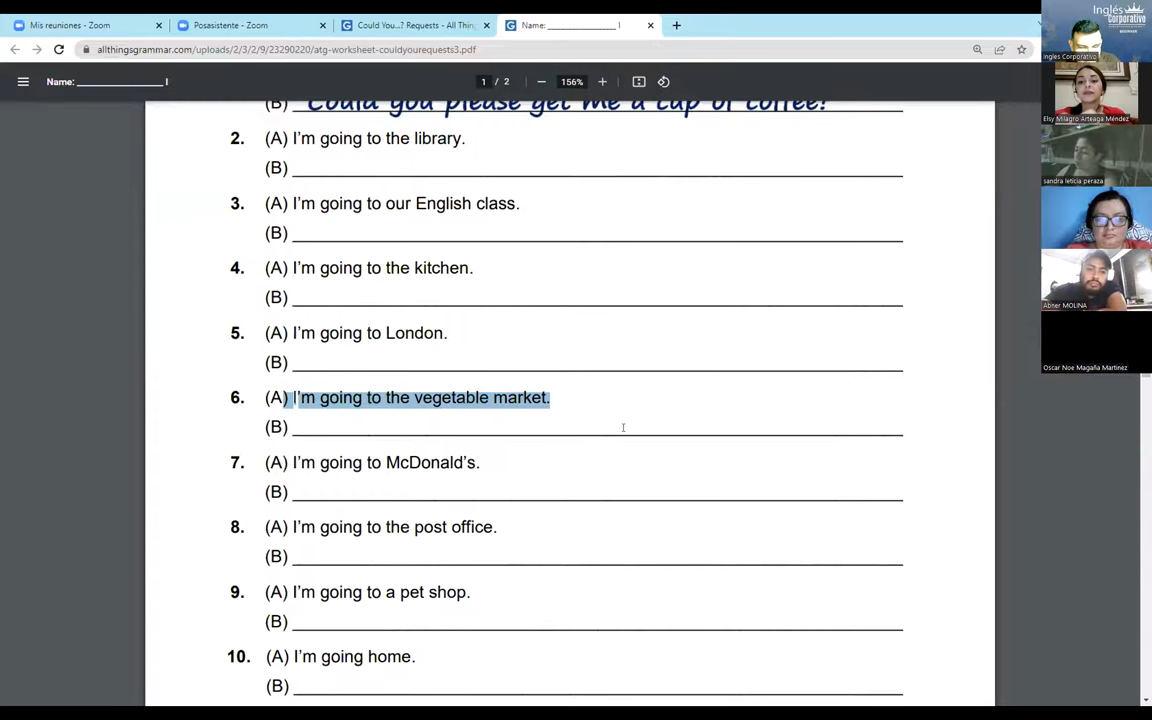 Mis reuniones - Zoom
Posasistente - Zoom
Could You...? Requests - All Thin
Name: ______________ I
allthingsgrammar.com/uploads/2/3/2/9/23290220/atg-worksheet-couldyourequests3.pdf
Name: ______________ I
1 / 2
156%
(B) Could you please get me a cup of coffee?
2. (A) I'm going to the library.
(B)
3. (A) I'm going to our English class.
(B)
4. (A) I'm going to the kitchen.
(B)
5. (A) I'm going to London.
(B)
6. (A) I'm going to the vegetable market.
(B)
7. (A) I'm going to McDonald's.
(B)
8. (A) I'm going to the post office.
(B)
9. (A) I'm going to a pet shop.
(B)
10. (A) I'm going home.
(B)
Inglés
Corporativo
BEGINNER
Ingles Corporativo
Elsy Milagro Arteaga Méndez
sandra leticia peraza
Abner MOLINA
Oscar Noe Magaña Martinez